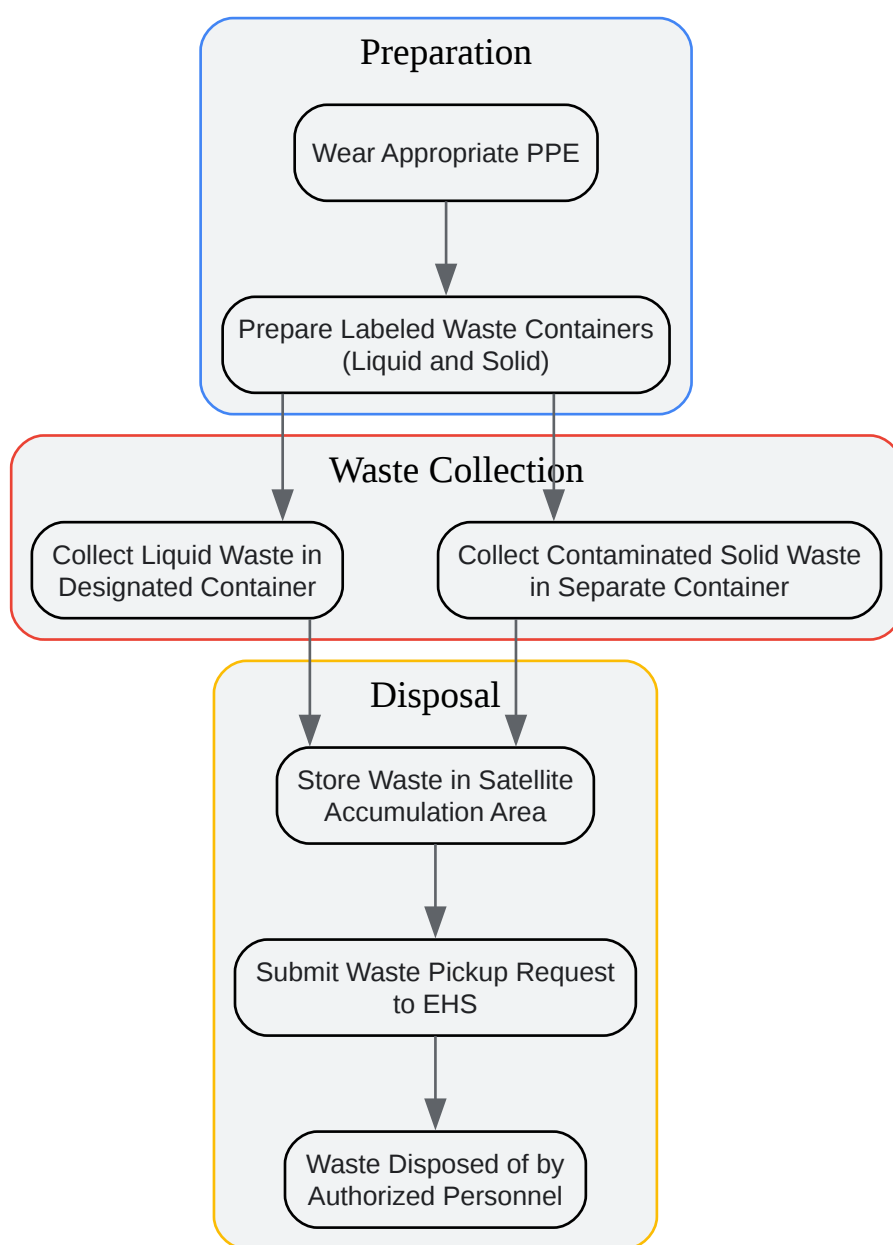 Preparation
Wear Appropriate PPE
Prepare Labeled Waste Containers
(Liquid and Solid)
Waste Collection
Collect Liquid Waste in
Designated Container
Collect Contaminated Solid Waste
in Separate Container
Disposal
Store Waste in Satellite
Accumulation Area
Submit Waste Pickup Request
to EHS
Waste Disposed of by
Authorized Personnel